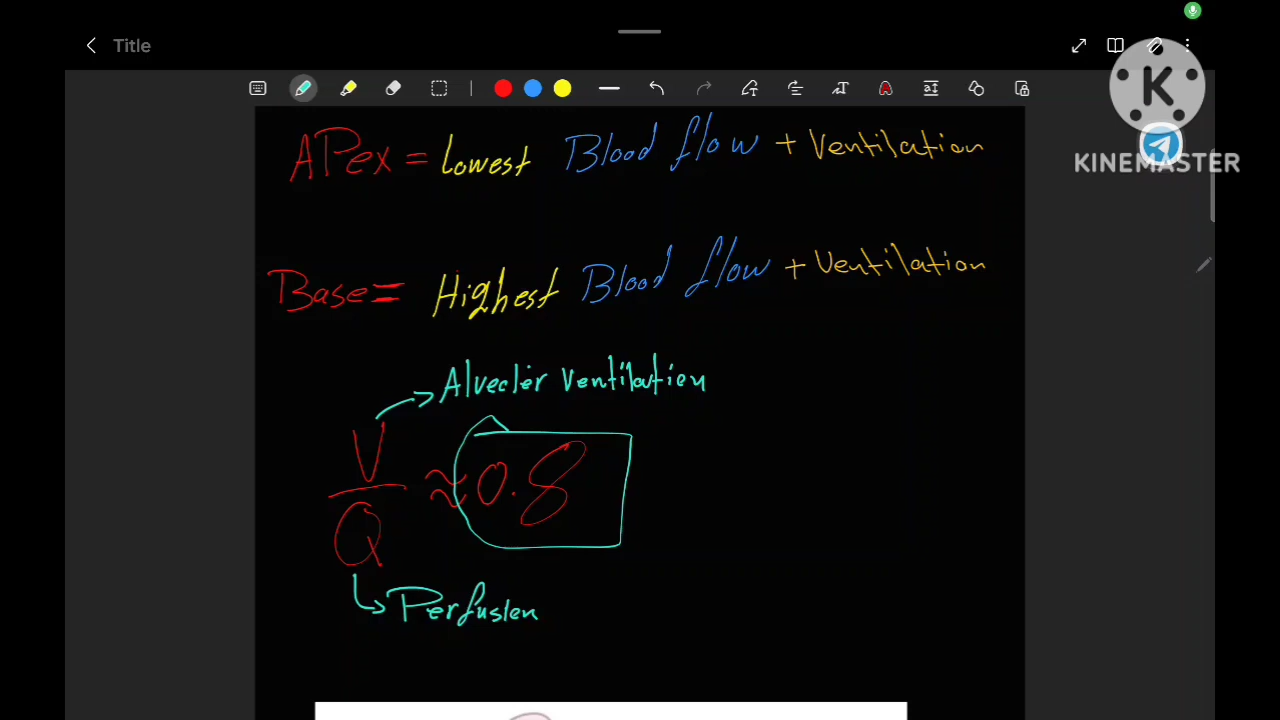 Title
K
KINEMASTER
APex = Lowest Blood flow + Ventilation
Base = Highest Blood flow + Ventilation
Alveolar ventilation
V
Q
≈ 0.8
Perfusion